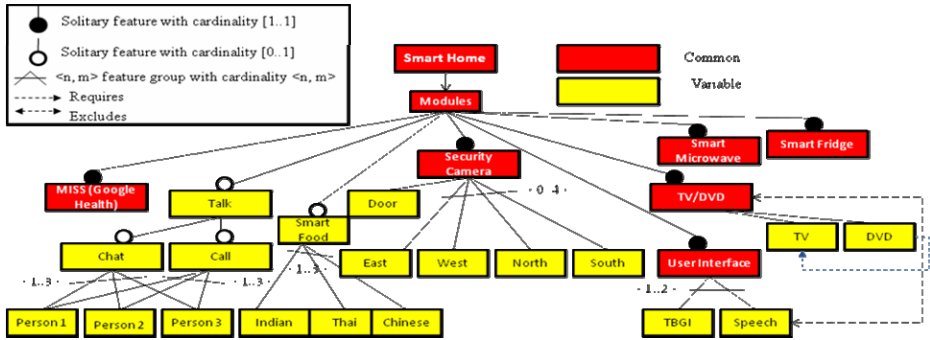 Solitary feature with cardinality [1..1]
Solitary feature with cardinality [0..1]
<n, m> feature group with cardinality <n, m>
Requires
Excludes
Smart Home
Common
Variable
Modules
Smart
Microwave
Smart Fridge
Security
Camera
MISS (Google
Health)
Talk
Door
0..4
TV/DVD
Smart
Food
TV
DVD
Chat
Call
East
West
North
South
User Interface
1..3
1..3
1..3
1..2
Person 1
Person 2
Person 3
Indian
Thai
Chinese
TBGI
Speech